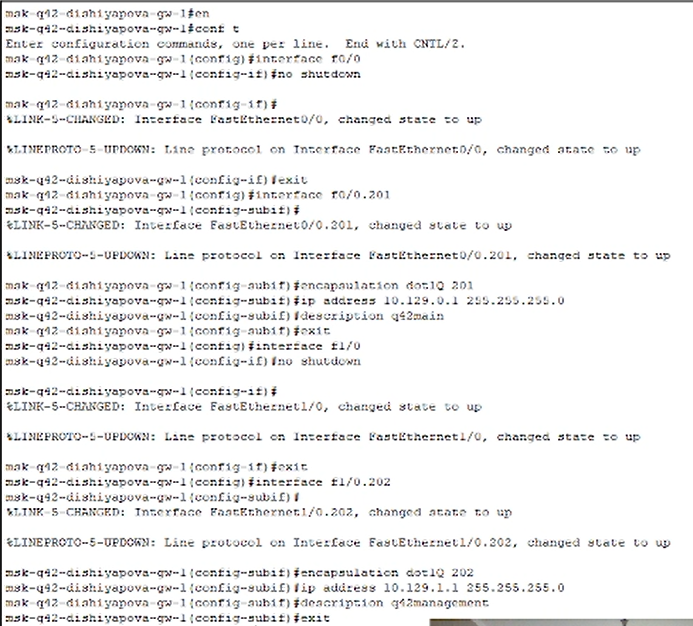 msk-q42-dishiyapova-gw-1#en
msk-q42-dishiyapova-gw-1#conf t
Enter configuration commands, one per line.  End with CNTL/Z.
msk-q42-dishiyapova-gw-1(config)#interface f0/0
msk-q42-dishiyapova-gw-1(config-if)#no shutdown
msk-q42-dishiyapova-gw-1(config-if)#
%LINK-5-CHANGED: Interface FastEthernet0/0, changed state to up
%LINEPROTO-5-UPDOWN: Line protocol on Interface FastEthernet0/0, changed state to up
msk-q42-dishiyapova-gw-1(config-if)#exit
msk-q42-dishiyapova-gw-1(config)#interface f0/0.201
msk-q42-dishiyapova-gw-1(config-subif)#
%LINK-5-CHANGED: Interface FastEthernet0/0.201, changed state to up
%LINEPROTO-5-UPDOWN: Line protocol on Interface FastEthernet0/0.201, changed state to up
msk-q42-dishiyapova-gw-1(config-subif)#encapsulation dot1Q 201
msk-q42-dishiyapova-gw-1(config-subif)#ip address 10.129.0.1 255.255.255.0
msk-q42-dishiyapova-gw-1(config-subif)#description q42main
msk-q42-dishiyapova-gw-1(config-subif)#exit
msk-q42-dishiyapova-gw-1(config)#interface f1/0
msk-q42-dishiyapova-gw-1(config-if)#no shutdown
msk-q42-dishiyapova-gw-1(config-if)#
%LINK-5-CHANGED: Interface FastEthernet1/0, changed state to up
%LINEPROTO-5-UPDOWN: Line protocol on Interface FastEthernet1/0, changed state to up
msk-q42-dishiyapova-gw-1(config-if)#exit
msk-q42-dishiyapova-gw-1(config)#interface f1/0.202
msk-q42-dishiyapova-gw-1(config-subif)#
%LINK-5-CHANGED: Interface FastEthernet1/0.202, changed state to up
%LINEPROTO-5-UPDOWN: Line protocol on Interface FastEthernet1/0.202, changed state to up
msk-q42-dishiyapova-gw-1(config-subif)#encapsulation dot1Q 202
msk-q42-dishiyapova-gw-1(config-subif)#ip address 10.129.1.1 255.255.255.0
msk-q42-dishiyapova-gw-1(config-subif)#description q42management
msk-q42-dishiyapova-gw-1(config-subif)#exit